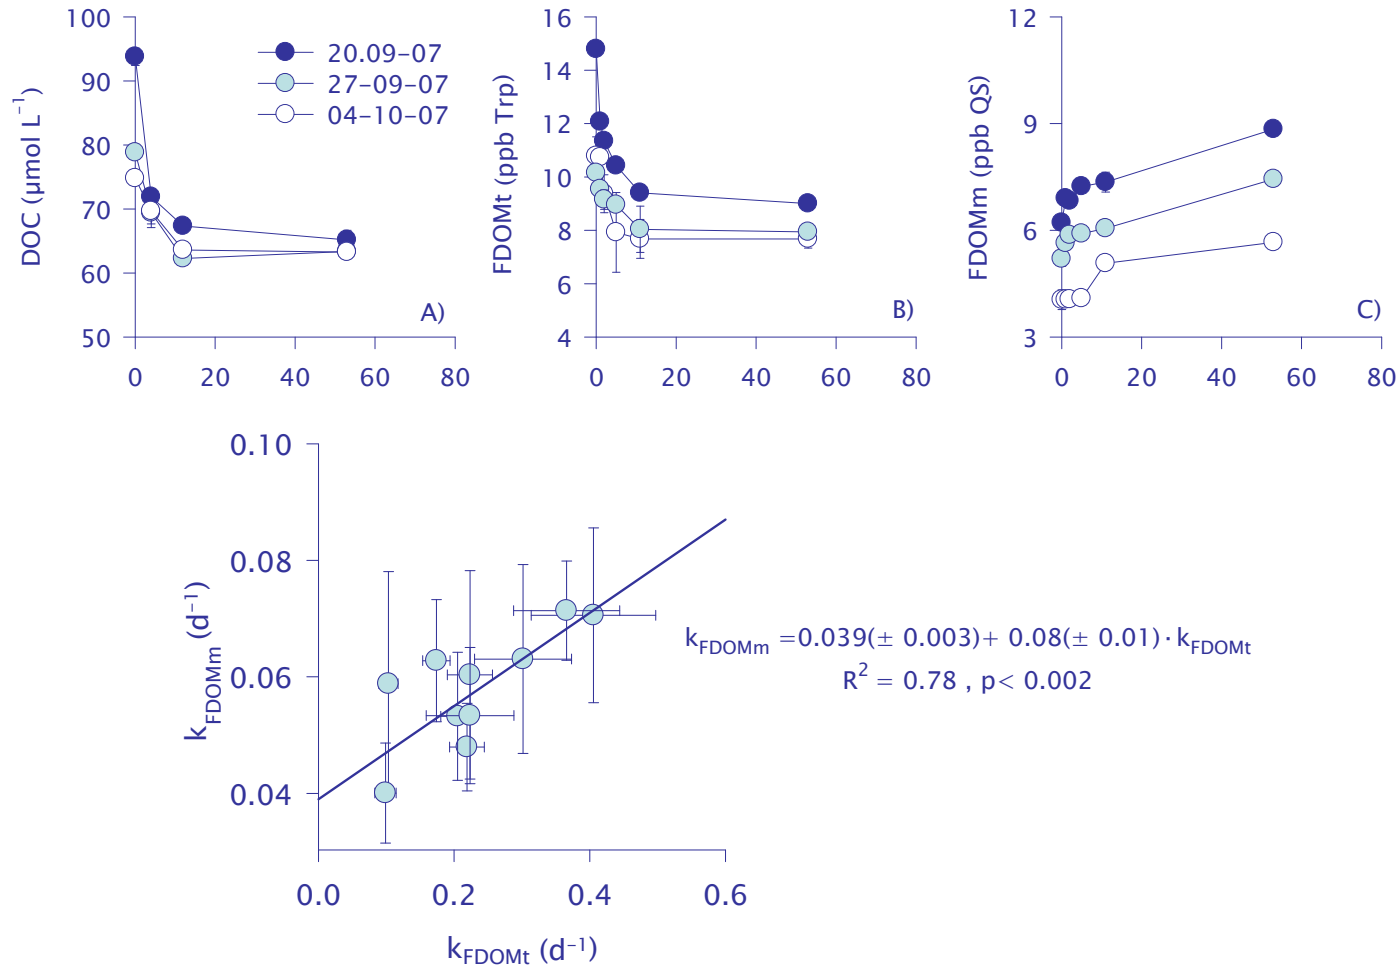 DOC (μmol L⁻¹)
100
90
80
70
60
50
0 20 40 60 80
20.09-07
27-09-07
04-10-07
A)
FDOMt (ppb Trp)
16
14
12
10
8
6
4
0 20 40 60 80
B)
FDOMm (ppb QS)
12
9
6
3
0 20 40 60 80
C)
kFDOMm (d⁻¹)
0.10
0.08
0.06
0.04
0.0 0.2 0.4 0.6
kFDOMt (d⁻¹)
kFDOMm =0.039(± 0.003)+ 0.08(± 0.01)·kFDOMt
R² = 0.78 , p< 0.002